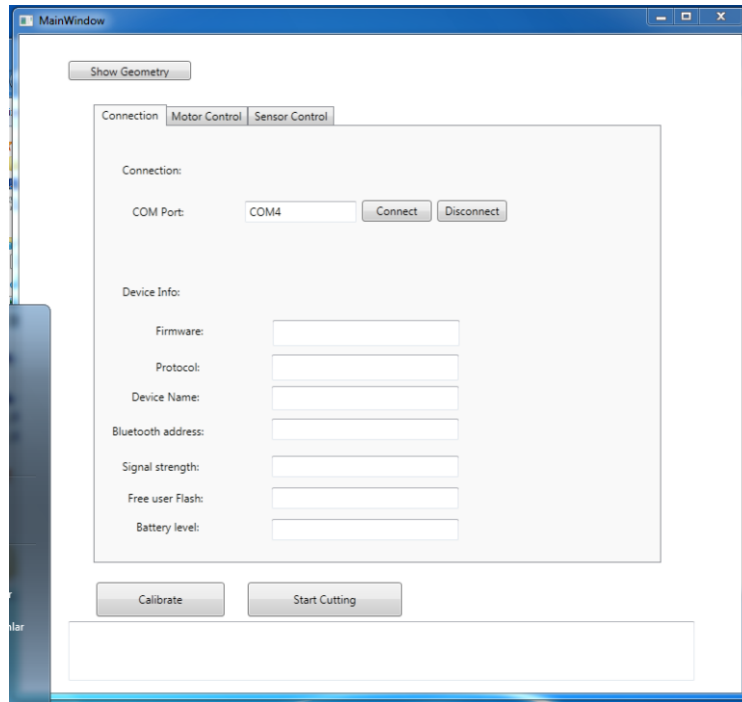 MainWindow
Show Geometry
Connection Motor Control Sensor Control
Connection:
COM Port: COM4 Connect Disconnect
Device Info:
Firmware:
Protocol:
Device Name:
Bluetooth address:
Signal strength:
Free user Flash:
Battery level:
Calibrate Start Cutting